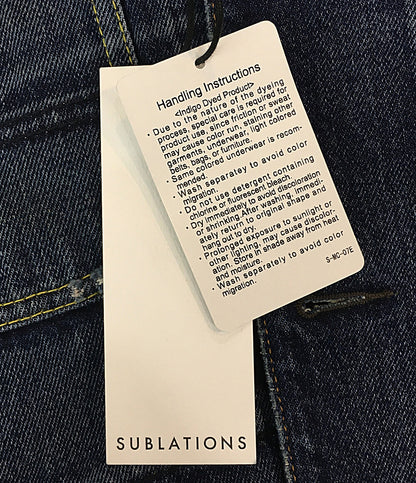 Handling Instructions
<Indigo Dyed Product>
· Due to the nature of the dyeing
process, special care is required for
product use, since friction or sweat
may cause color run, staining other
garments, underwear, light colored
belts, bags, or furniture.
· Same colored underwear is recom-
mended.
· Wash separately to avoid color
migration.
· Do not use detergent containing
chlorine or fluorescent bleach.
· Dry immediately to avoid discoloration
or shrinking After washing, immedi-
ately return to original shape and
hang out to dry.
· Prolonged exposure to sunlight or
other lighting, may cause discolor-
ation. Store in shade away from heat
and moisture.
· Wash separately to avoid color
migration.
S-WC-07E
SUBLATIONS